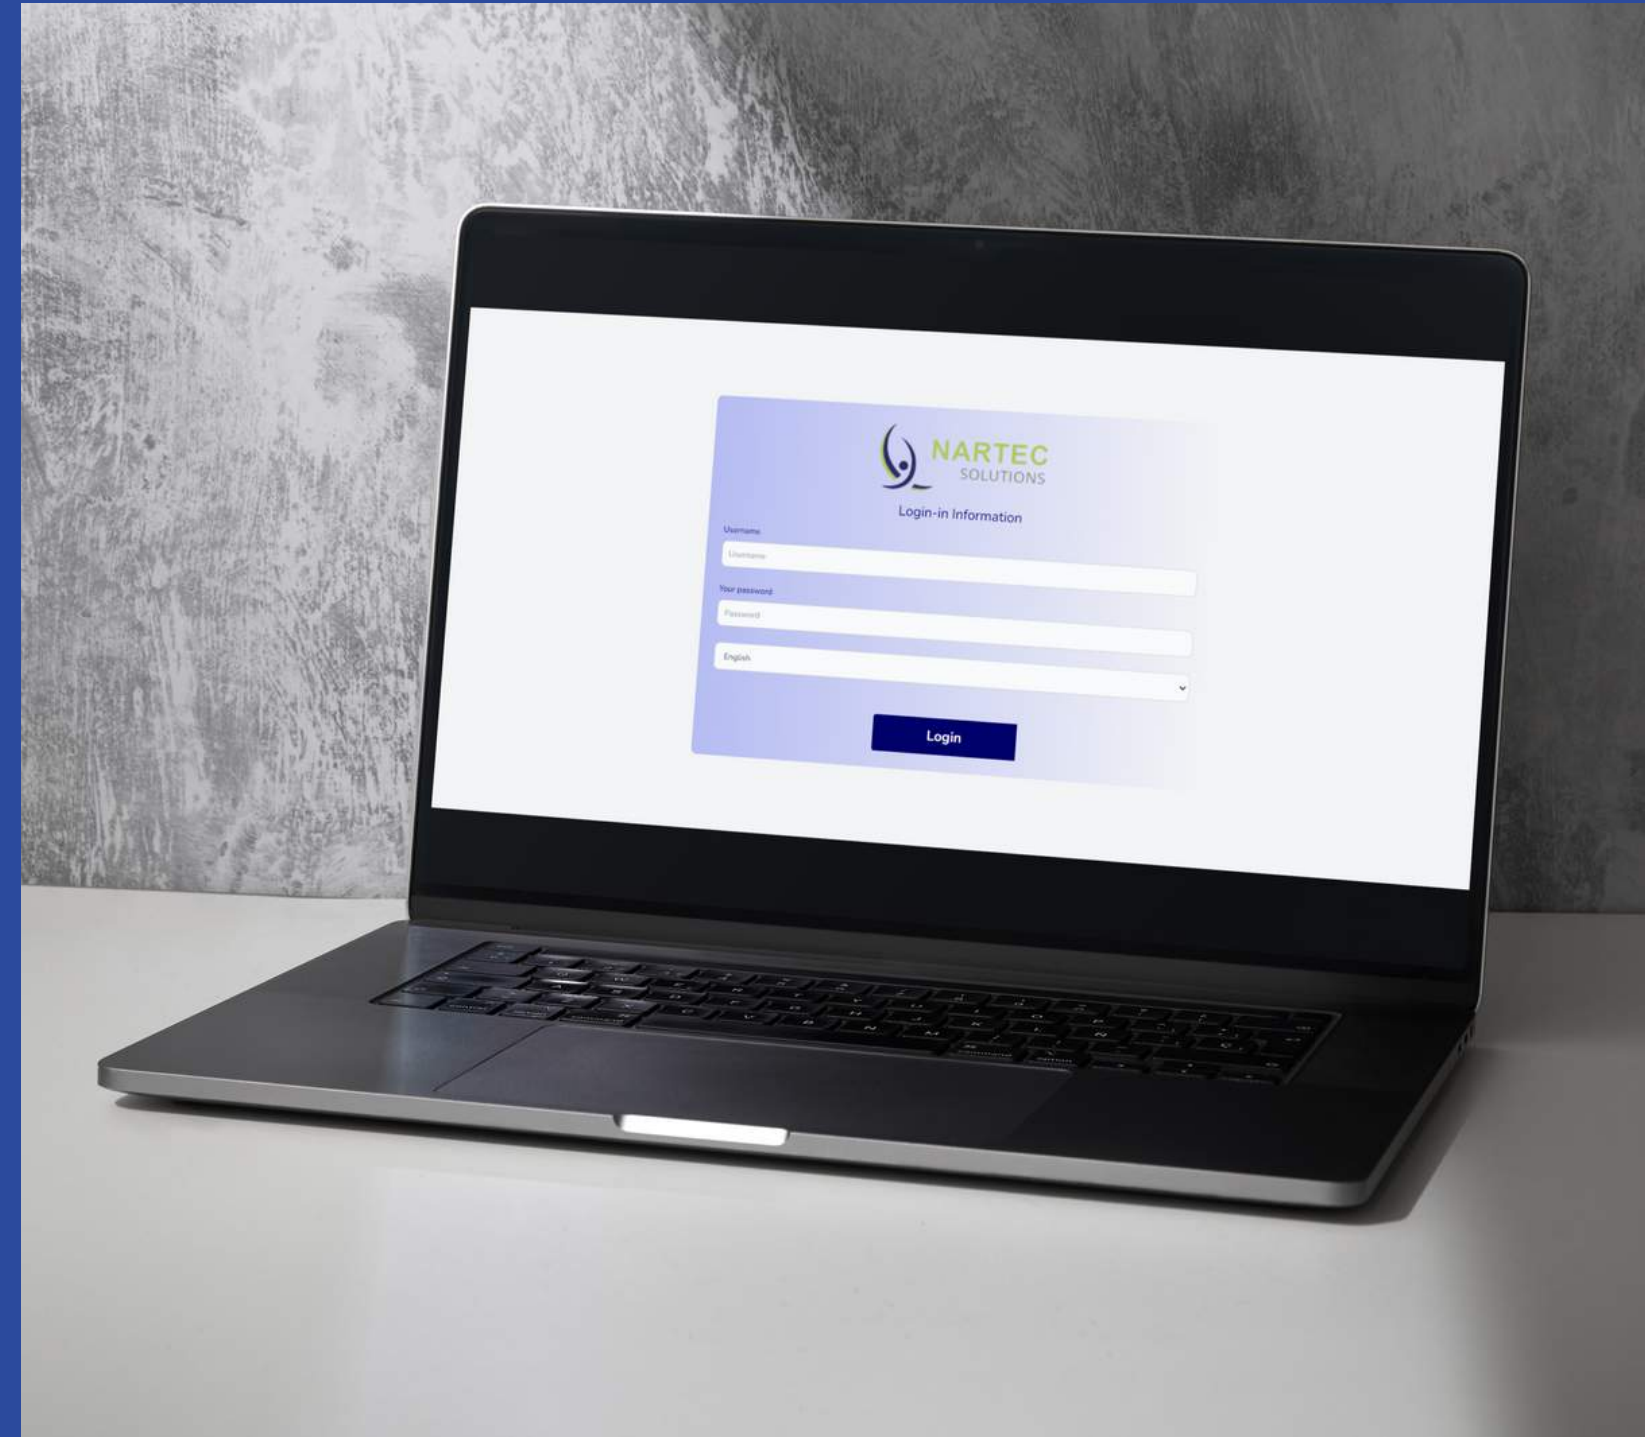 NARTEC
SOLUTIONS
Login-in Information
Username
Username
Your password
Password
English
Login